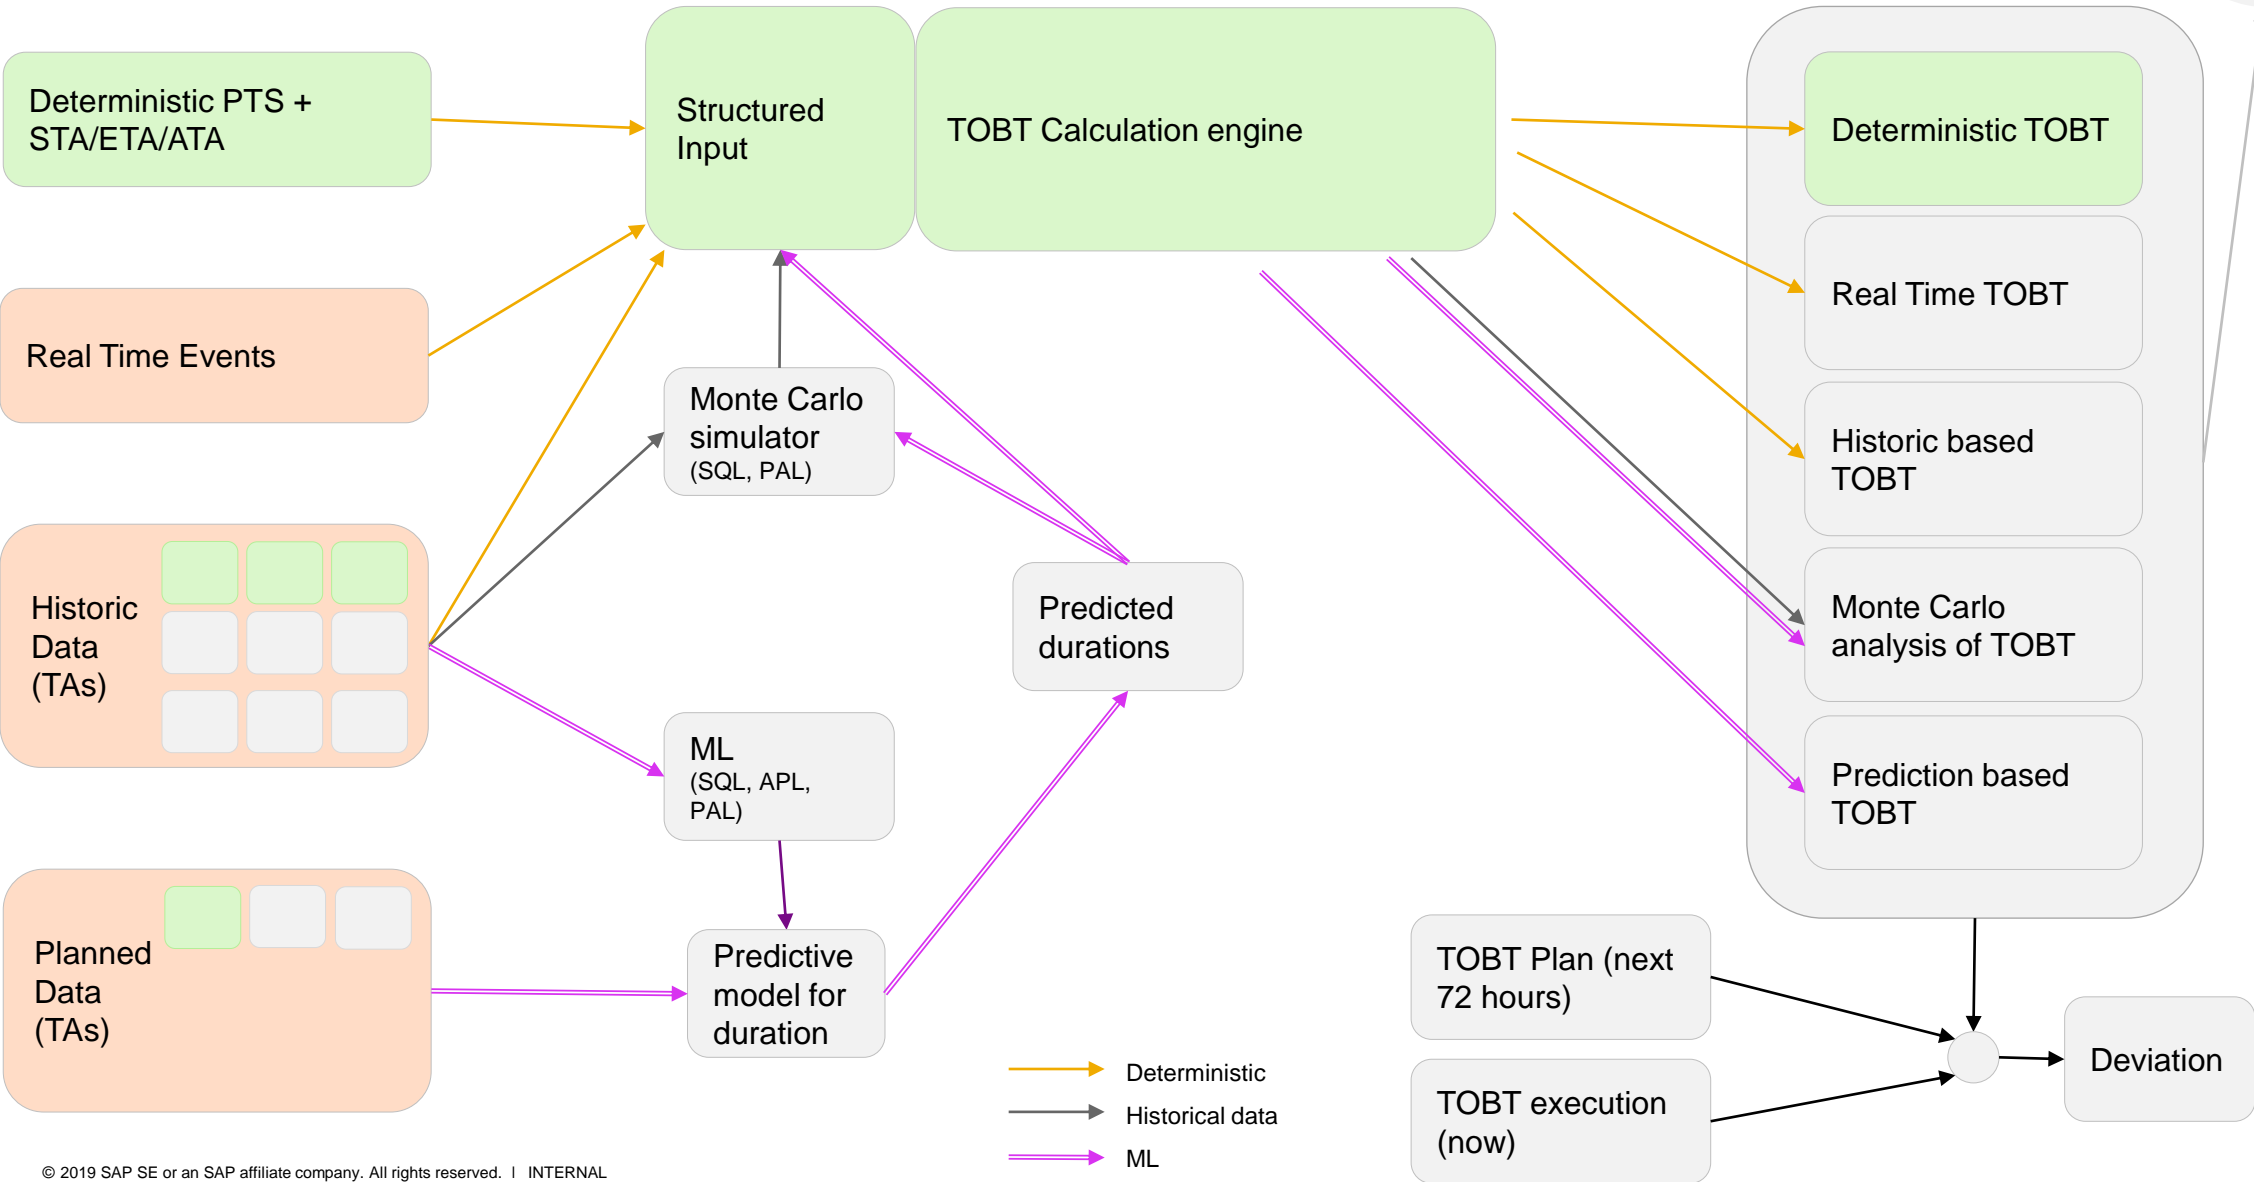 Deterministic PTS +
STA/ETA/ATA
Structured
Input
TOBT Calculation engine
Deterministic TOBT
Real Time Events
Real Time TOBT
Monte Carlo
simulator
(SQL, PAL)
Historic based
TOBT
Historic
Data
(TAs)
Predicted
durations
Monte Carlo
analysis of TOBT
ML
(SQL, APL,
PAL)
Prediction based
TOBT
Planned
Data
(TAs)
Predictive
model for
duration
TOBT Plan (next
72 hours)
Deviation
TOBT execution
(now)
Deterministic
Historical data
ML
© 2019 SAP SE or an SAP affiliate company. All rights reserved. | INTERNAL